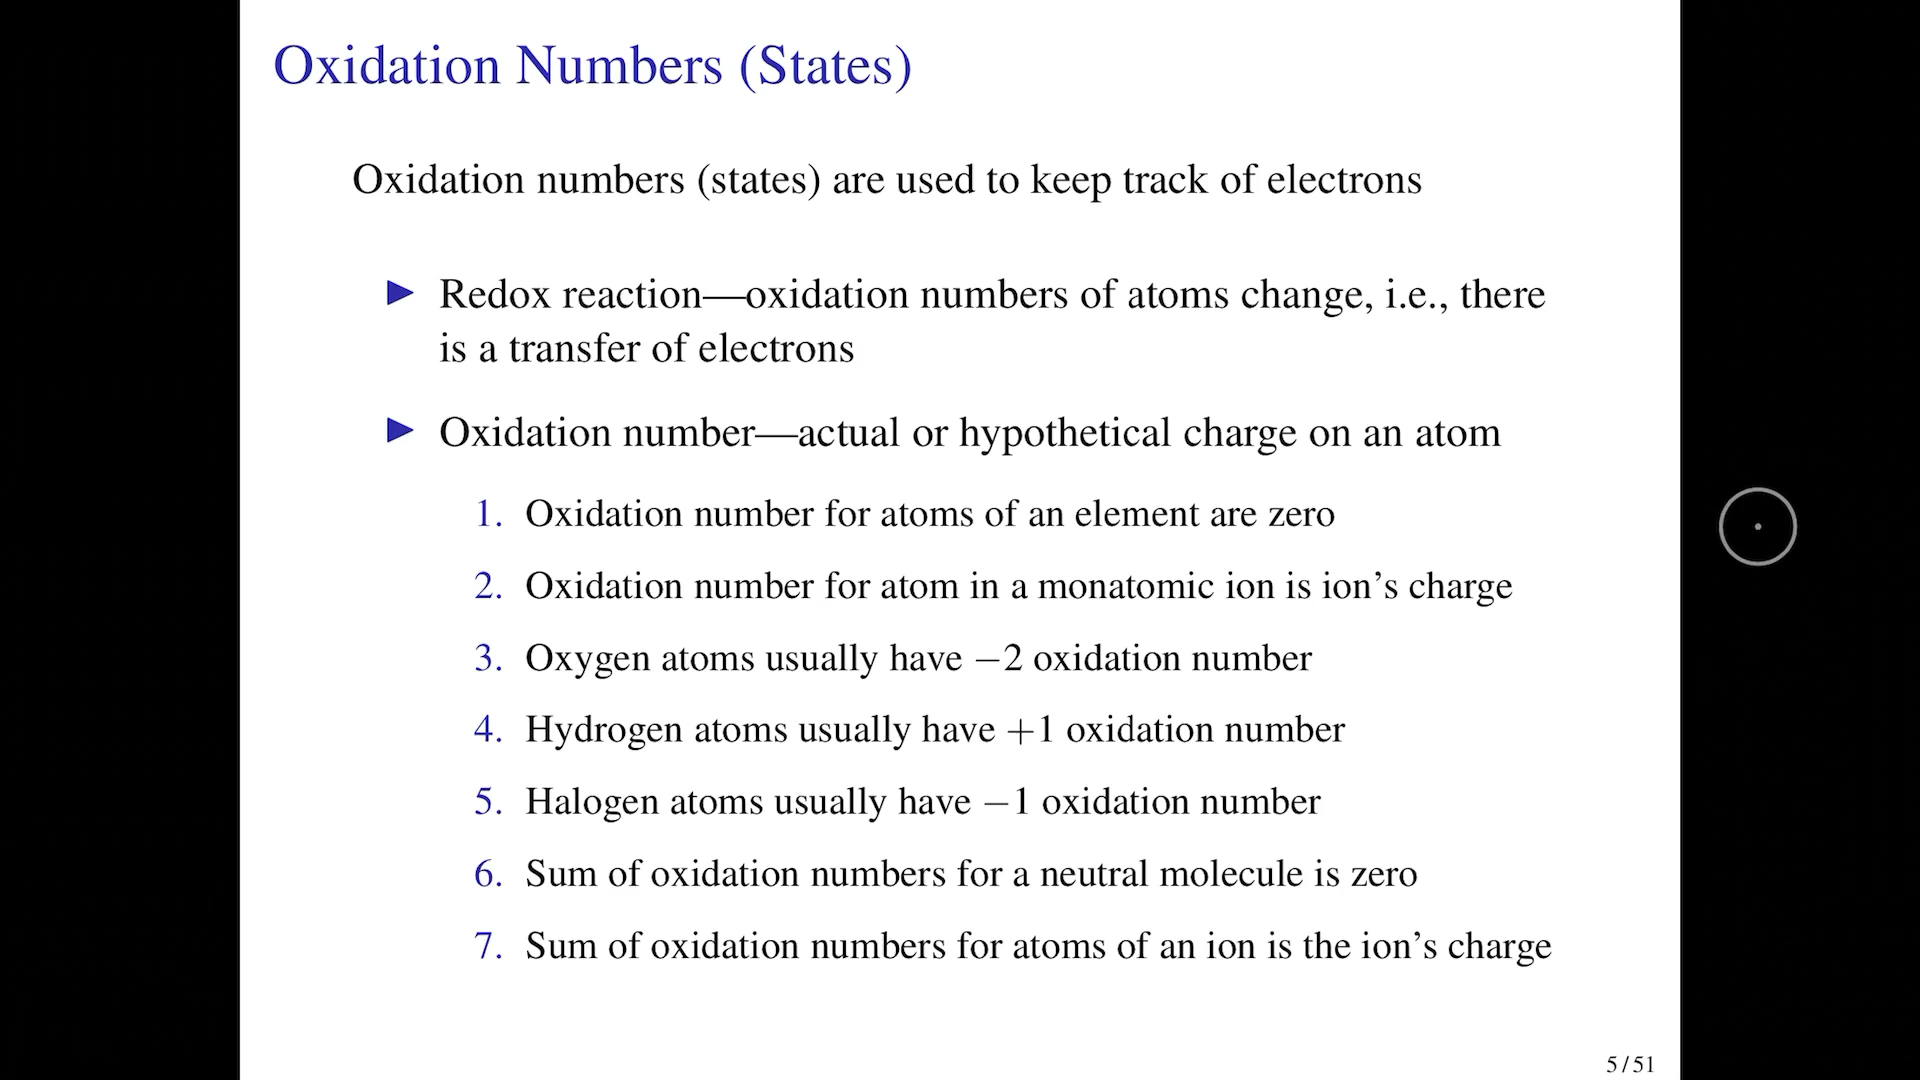 Oxidation Numbers (States)
Oxidation numbers (states) are used to keep track of electrons
▶ Redox reaction—oxidation numbers of atoms change, i.e., there
is a transfer of electrons
▶ Oxidation number—actual or hypothetical charge on an atom
1. Oxidation number for atoms of an element are zero
2. Oxidation number for atom in a monatomic ion is ion’s charge
3. Oxygen atoms usually have −2 oxidation number
4. Hydrogen atoms usually have +1 oxidation number
5. Halogen atoms usually have −1 oxidation number
6. Sum of oxidation numbers for a neutral molecule is zero
7. Sum of oxidation numbers for atoms of an ion is the ion’s charge
5 / 51